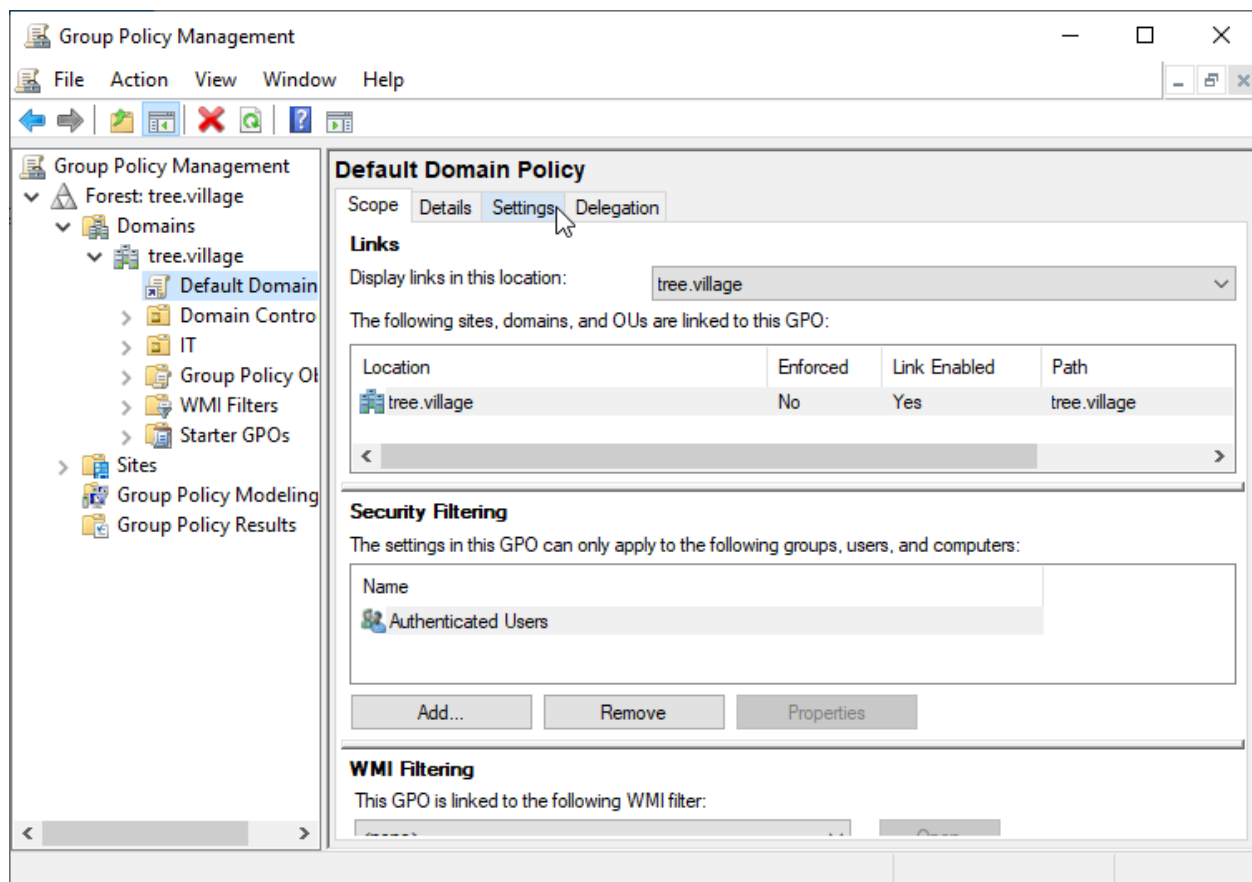 Group Policy Management
File Action View Window Help
Group Policy Management
Forest: tree.village
Domains
tree.village
Default Domain
Domain Contro
IT
Group Policy Ob
WMI Filters
Starter GPOs
Sites
Group Policy Modeling
Group Policy Results
Default Domain Policy
Scope Details Settings Delegation
Links
Display links in this location: tree.village
The following sites, domains, and OUs are linked to this GPO:
Location Enforced Link Enabled Path
tree.village No Yes tree.village
Security Filtering
The settings in this GPO can only apply to the following groups, users, and computers:
Name
Authenticated Users
Add... Remove Properties
WMI Filtering
This GPO is linked to the following WMI filter: